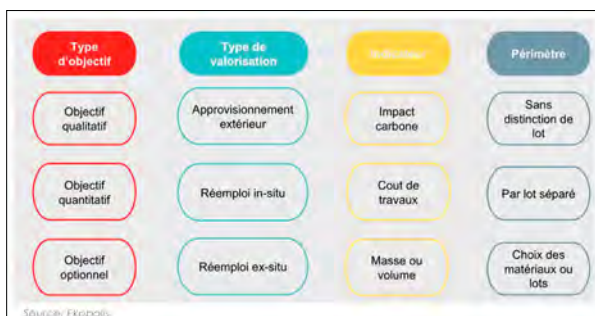 Type
d'objectif
Type de
valorisation
Périmètre
Objectif
qualitatif
Approvisionnement
extérieur
Impact
carbone
Sans
distinction de
lot
Objectif
quantitatif
Réemploi in-situ
Cout de
travaux
Par lot séparé
Objectif
optionnel
Réemploi ex-situ
Masse ou
volume
Choix des
matériaux ou
lots
Source: Ekopolis